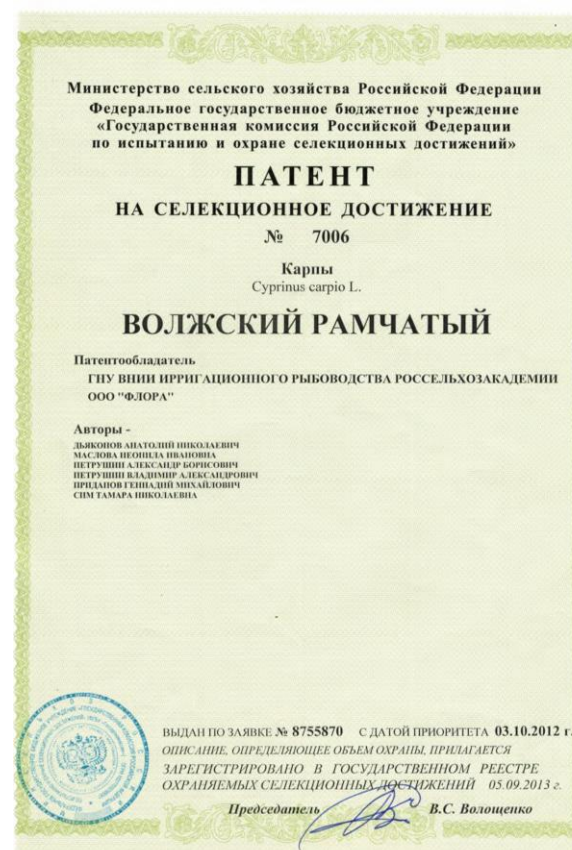 Министерство сельского хозяйства Российской Федерации
Федеральное государственное бюджетное учреждение
«Государственная комиссия Российской Федерации
по испытанию и охране селекционных достижений»
ПАТЕНТ
НА СЕЛЕКЦИОННОЕ ДОСТИЖЕНИЕ
№ 7006
Карпы
Cyprinus carpio L.
ВОЛЖСКИЙ РАМЧАТЫЙ
Патентообладатель
ГНУ ВНИИ ИРРИГАЦИОННОГО РЫБОВОДСТВА РОССЕЛЬХОЗАКАДЕМИИ
ООО "ФЛОРА"
Авторы -
ДЬЯКОНОВ АНАТОЛИЙ НИКОЛАЕВИЧ
МАСЛОВА НЕОНИЛА ИВАНОВНА
ПЕТРУШИН АЛЕКСАНДР БОРИСОВИЧ
ПЕТРУШИН ВЛАДИМИР АЛЕКСАНДРОВИЧ
ПРИДАНОВ ГЕННАДИЙ МИХАЙЛОВИЧ
СИМ ТАМАРА НИКОЛАЕВНА
ВЫДАН ПО ЗАЯВКЕ № 8755870 С ДАТОЙ ПРИОРИТЕТА 03.10.2012 г.
ОПИСАНИЕ, ОПРЕДЕЛЯЮЩЕЕ ОБЪЕМ ОХРАНЫ, ПРИЛАГАЕТСЯ
ЗАРЕГИСТРИРОВАНО В ГОСУДАРСТВЕННОМ РЕЕСТРЕ
ОХРАНЯЕМЫХ СЕЛЕКЦИОННЫХ ДОСТИЖЕНИЙ 05.09.2013 г.
Председатель В.С. Волощенко